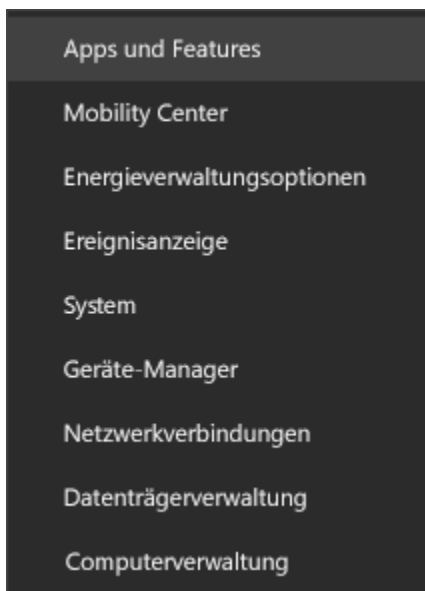 Apps und Features
Mobility Center
Energieverwaltungsoptionen
Ereignisanzeige
System
Geräte-Manager
Netzwerkverbindungen
Datenträgerverwaltung
Computerverwaltung